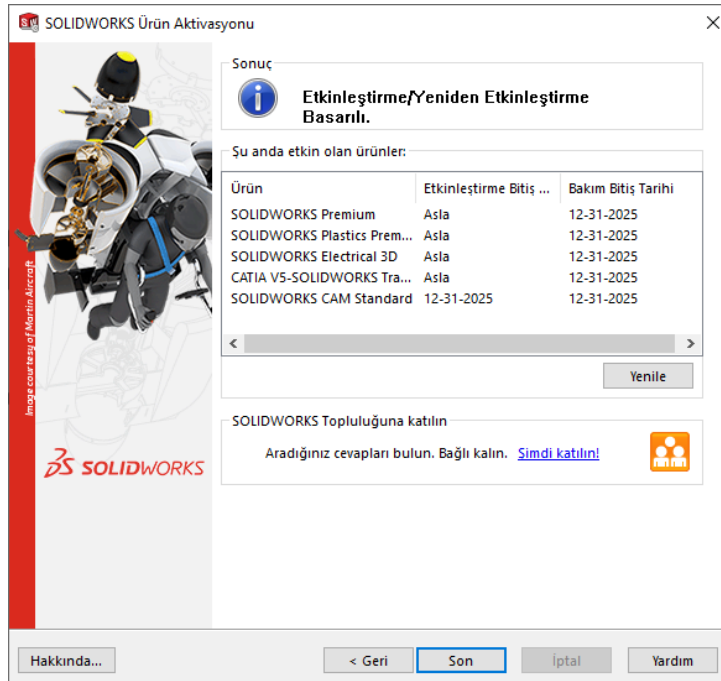 SOLIDWORKS Ürün Aktivasyonu
Sonuç
Etkinleştirme/Yeniden Etkinleştirme
Basarılı.
Şu anda etkin olan ürünler:
Ürün Etkinleştirme Bitiş ... Bakım Bitiş Tarihi
SOLIDWORKS Premium Asla 12-31-2025
SOLIDWORKS Plastics Prem... Asla 12-31-2025
SOLIDWORKS Electrical 3D Asla 12-31-2025
CATIA V5-SOLIDWORKS Tra... Asla 12-31-2025
SOLIDWORKS CAM Standard 12-31-2025 12-31-2025
Yenile
SOLIDWORKS Topluluğuna katılın
Aradığınız cevapları bulun. Bağlı kalın. Simdi katılın!
Image courtesy of Martin Aircraft
SOLIDWORKS
Hakkında... < Geri Son İptal Yardım